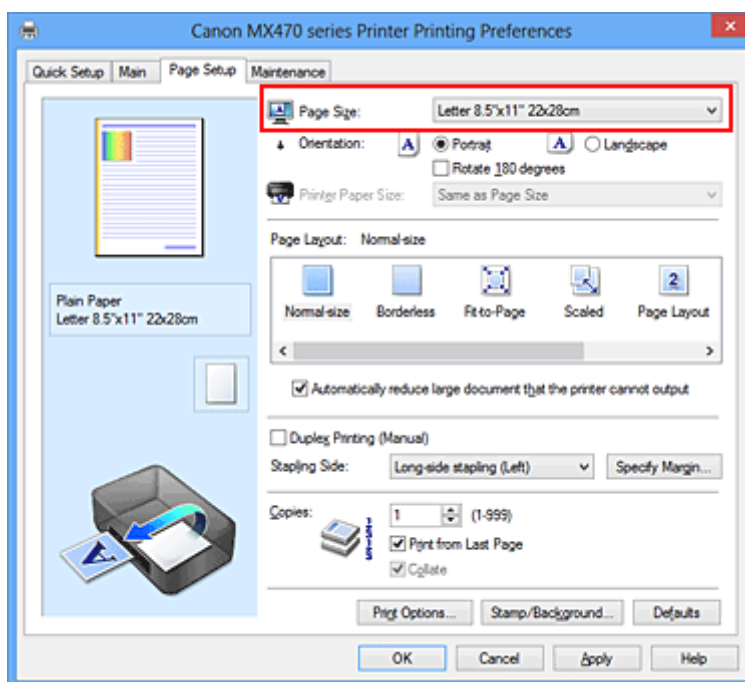 Canon MX470 series Printer Printing Preferences
Quick Setup Main Page Setup Maintenance
Page Size: Letter 8.5"x11" 22x28cm
Orientation: A Portrait A Landscape
Rotate 180 degrees
Printer Paper Size: Same as Page Size
Page Layout: Normal-size
Normal-size Borderless Fit-to-Page Scaled Page Layout
Automatically reduce large document that the printer cannot output
Plain Paper
Letter 8.5"x11" 22x28cm
Duplex Printing (Manual)
Stapling Side: Long-side stapling (Left) Specify Margin...
Copies: 1 (1-999)
Print from Last Page
Collate
Print Options... Stamp/Background... Defaults
OK Cancel Apply Help